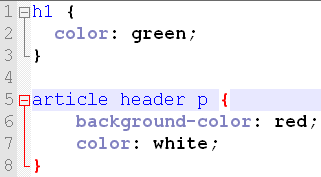 1 h1 {
2   color: green;
3 }
4
5 article header p {
6     background-color: red;
7     color: white;
8 }